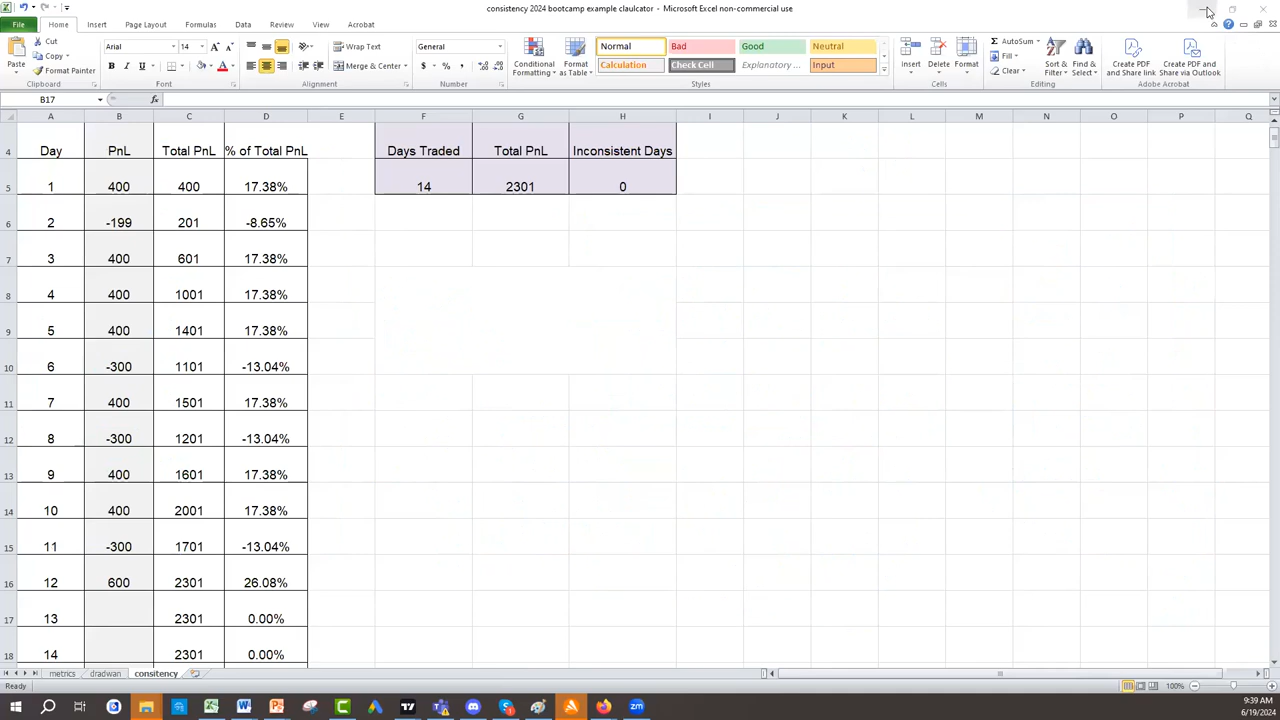 consistency 2024 bootcamp example claulcator - Microsoft Excel non-commercial use
File Home Insert Page Layout Formulas Data Review View Acrobat
Paste Cut Copy Format Painter Clipboard
Arial 14 B I U A Font
Wrap Text Merge & Center Alignment
General $ % , Number
Conditional Formatting Format as Table
Normal Bad Good Neutral
Calculation Check Cell Explanatory ... Input
Styles
Insert Delete Format Cells
AutoSum Fill Clear Sort & Filter Find & Select Editing
Create PDF and Share link Create PDF and Share via Outlook Adobe Acrobat
B17 fx
A B C D E F G H I J K L M N O P Q
4 Day PnL Total PnL % of Total PnL Days Traded Total PnL Inconsistent Days
5 1 400 400 17.38% 14 2301 0
6 2 -199 201 -8.65%
7 3 400 601 17.38%
8 4 400 1001 17.38%
9 5 400 1401 17.38%
10 6 -300 1101 -13.04%
11 7 400 1501 17.38%
12 8 -300 1201 -13.04%
13 9 400 1601 17.38%
14 10 400 2001 17.38%
15 11 -300 1701 -13.04%
16 12 600 2301 26.08%
17 13 2301 0.00%
18 14 2301 0.00%
metrics dradwan consitency
Ready 100%
9:39 AM
6/19/2024